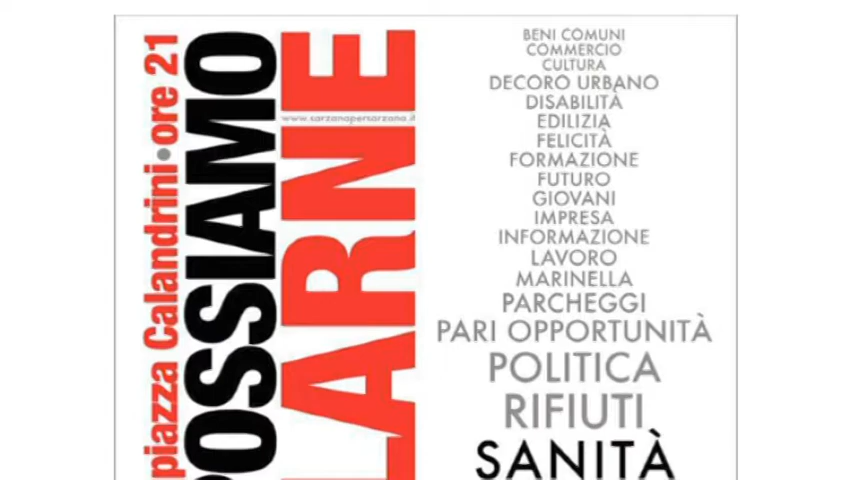 piazza Calandrini • ore 21
POSSIAMO
LARNE
www.sarzanapersarzana.it
BENI COMUNI
COMMERCIO
CULTURA
DECORO URBANO
DISABILITÀ
EDILIZIA
FELICITÀ
FORMAZIONE
FUTURO
GIOVANI
IMPRESA
INFORMAZIONE
LAVORO
MARINELLA
PARCHEGGI
PARI OPPORTUNITÀ
POLITICA
RIFIUTI
SANITÀ